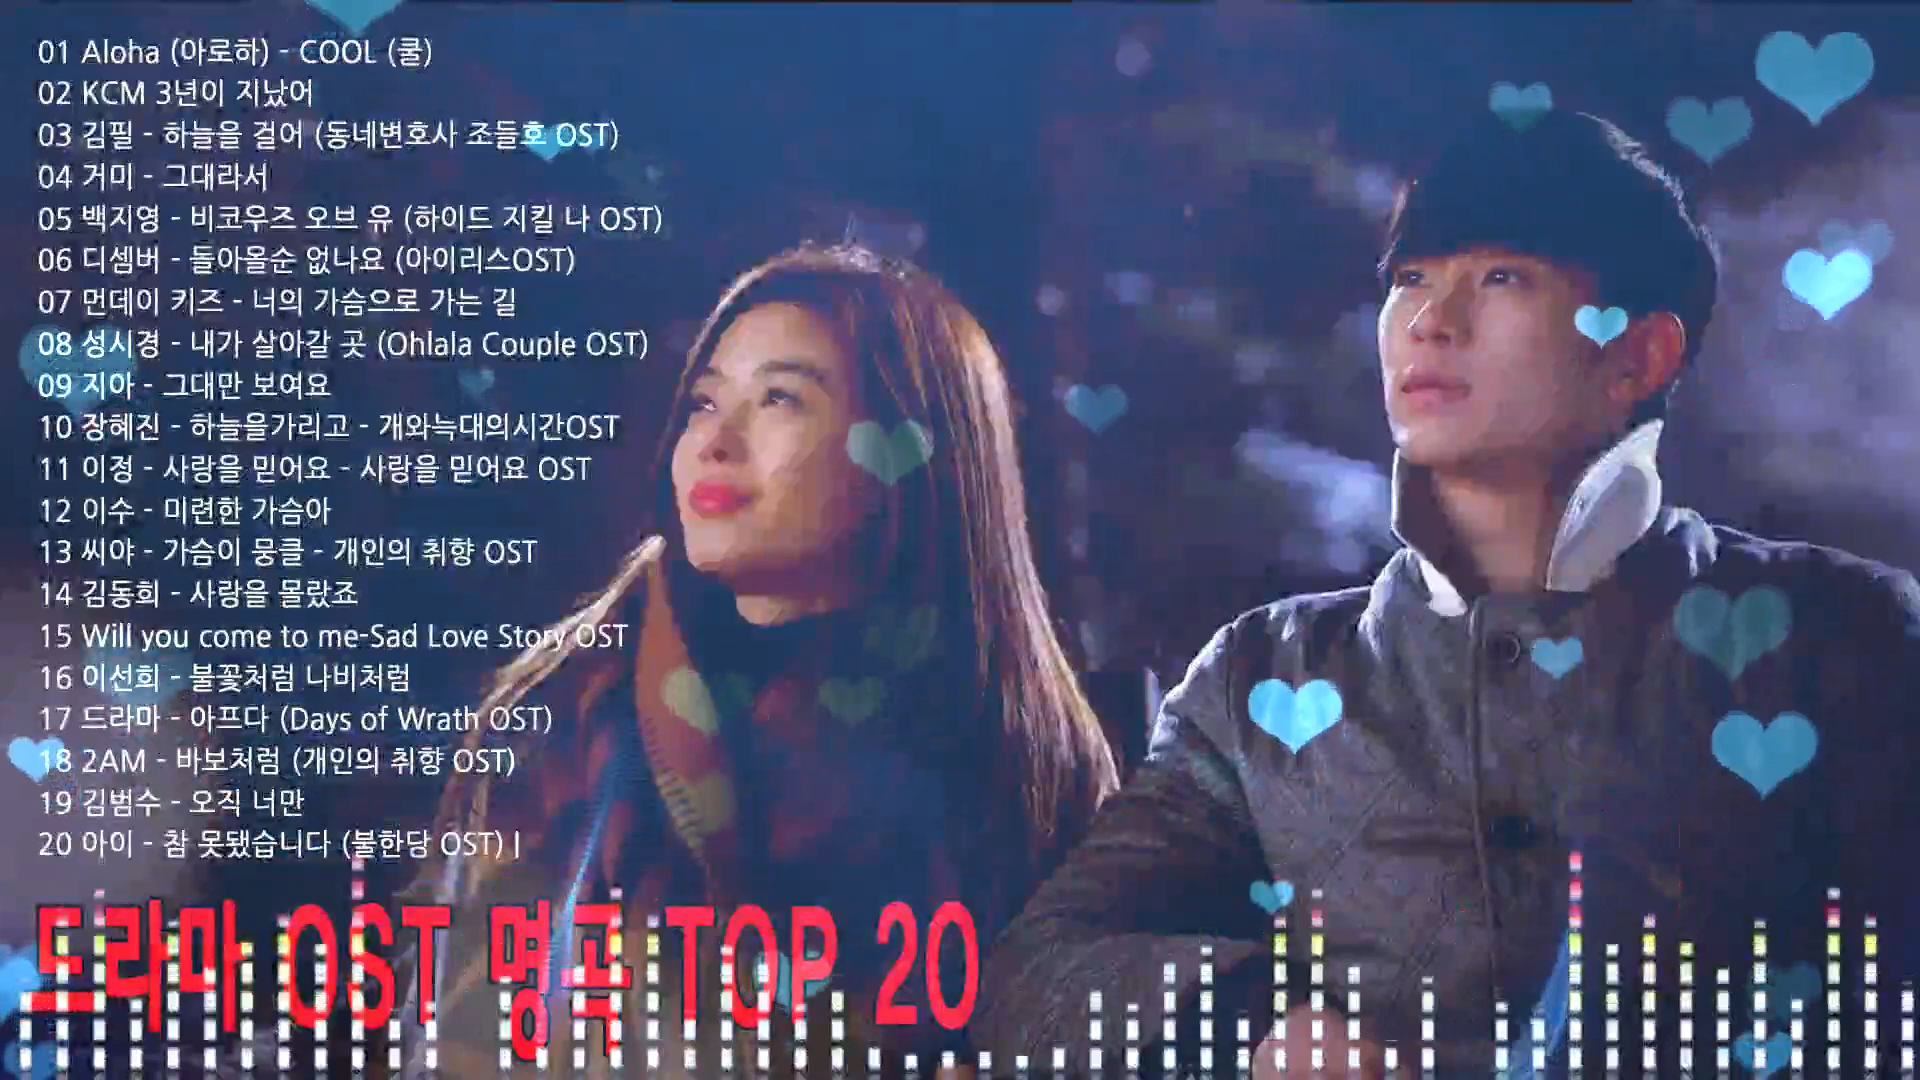 01 Aloha (아로하) - COOL (쿨)
02 KCM 3년이 지났어
03 김필 - 하늘을 걸어 (동네변호사 조들호 OST)
04 거미 - 그대라서
05 백지영 - 비코우즈 오브 유 (하이드 지킬 나 OST)
06 디셈버 - 돌아올순 없나요 (아이리스OST)
07 먼데이 키즈 - 너의 가슴으로 가는 길
08 성시경 - 내가 살아갈 곳 (Ohlala Couple OST)
09 지아 - 그대만 보여요
10 장혜진 - 하늘을가리고 - 개와늑대의시간OST
11 이정 - 사랑을 믿어요 - 사랑을 믿어요 OST
12 이수 - 미련한 가슴아
13 씨야 - 가슴이 뭉클 - 개인의 취향 OST
14 김동희 - 사랑을 몰랐죠
15 Will you come to me-Sad Love Story OST
16 이선희 - 불꽃처럼 나비처럼
17 드라마 - 아프다 (Days of Wrath OST)
18 2AM - 바보처럼 (개인의 취향 OST)
19 김범수 - 오직 너만
20 아이 - 참 못됐습니다 (불한당 OST) |
드라마 OST 명곡 TOP 20